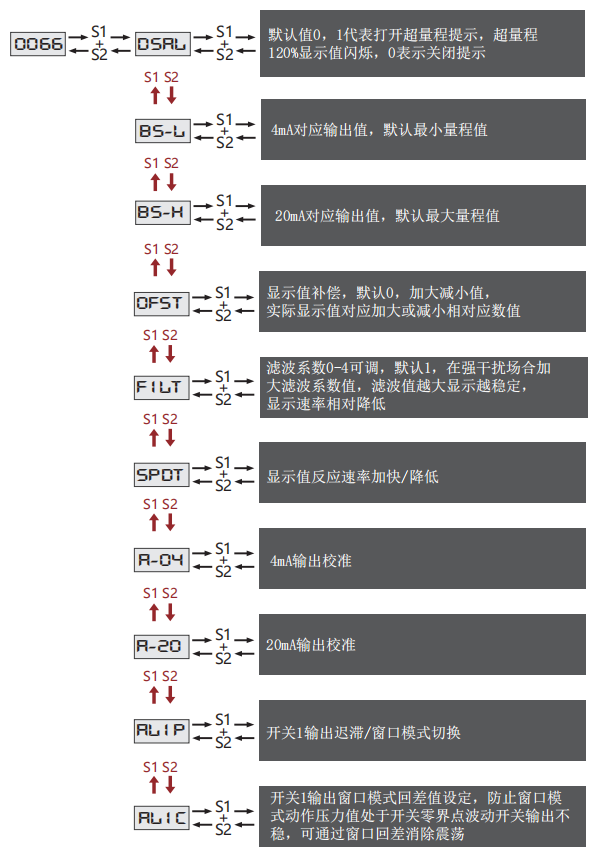 0066 S1 + S2 DSAL S1 + S2 默认值0，1代表打开超量程提示，超量程
120%显示值闪烁，0表示关闭提示
S1 S2
BS-L S1 + S2 4mA对应输出值，默认最小量程值
S1 S2
BS-H S1 + S2 20mA对应输出值，默认最大量程值
S1 S2
OFST S1 + S2 显示值补偿，默认0，加大减小值，
实际显示值对应加大或减小相对应数值
S1 S2
FILT S1 + S2 滤波系数0-4可调，默认1，在强干扰场合加
大滤波系数值，滤波值越大显示越稳定，
显示速率相对降低
S1 S2
SPDT S1 + S2 显示值反应速率加快/降低
S1 S2
A-04 S1 + S2 4mA输出校准
S1 S2
A-20 S1 + S2 20mA输出校准
S1 S2
AL1P S1 + S2 开关1输出迟滞/窗口模式切换
S1 S2
AL1C S1 + S2 开关1输出窗口模式回差值设定，防止窗口模
式动作压力值处于开关零界点波动开关输出不
稳，可通过窗口回差消除震荡